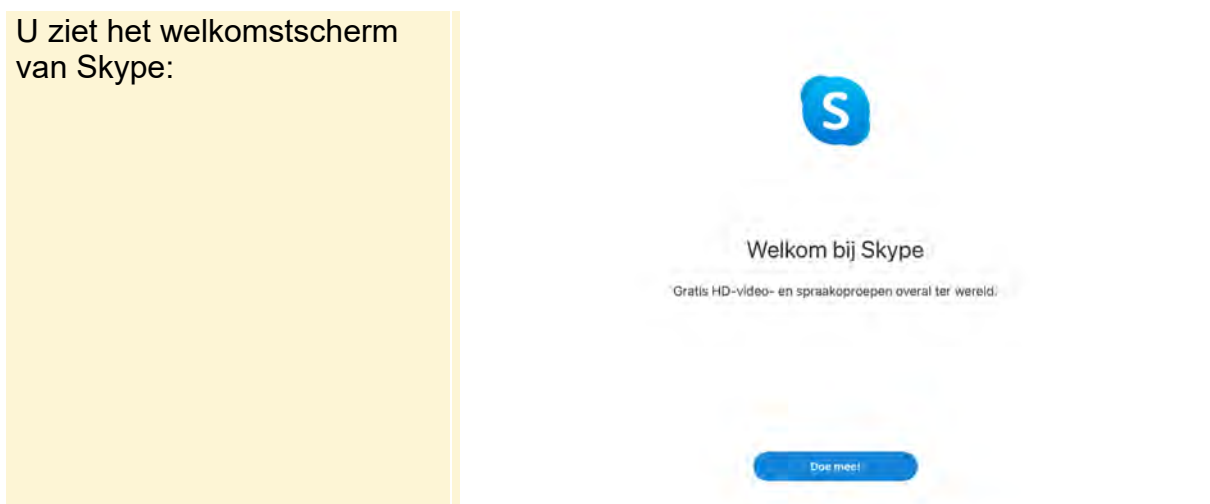 U ziet het welkomstscherm
van Skype:
S
Welkom bij Skype
Gratis HD-video- en spraakoproepen overal ter wereld.
Doe mee!